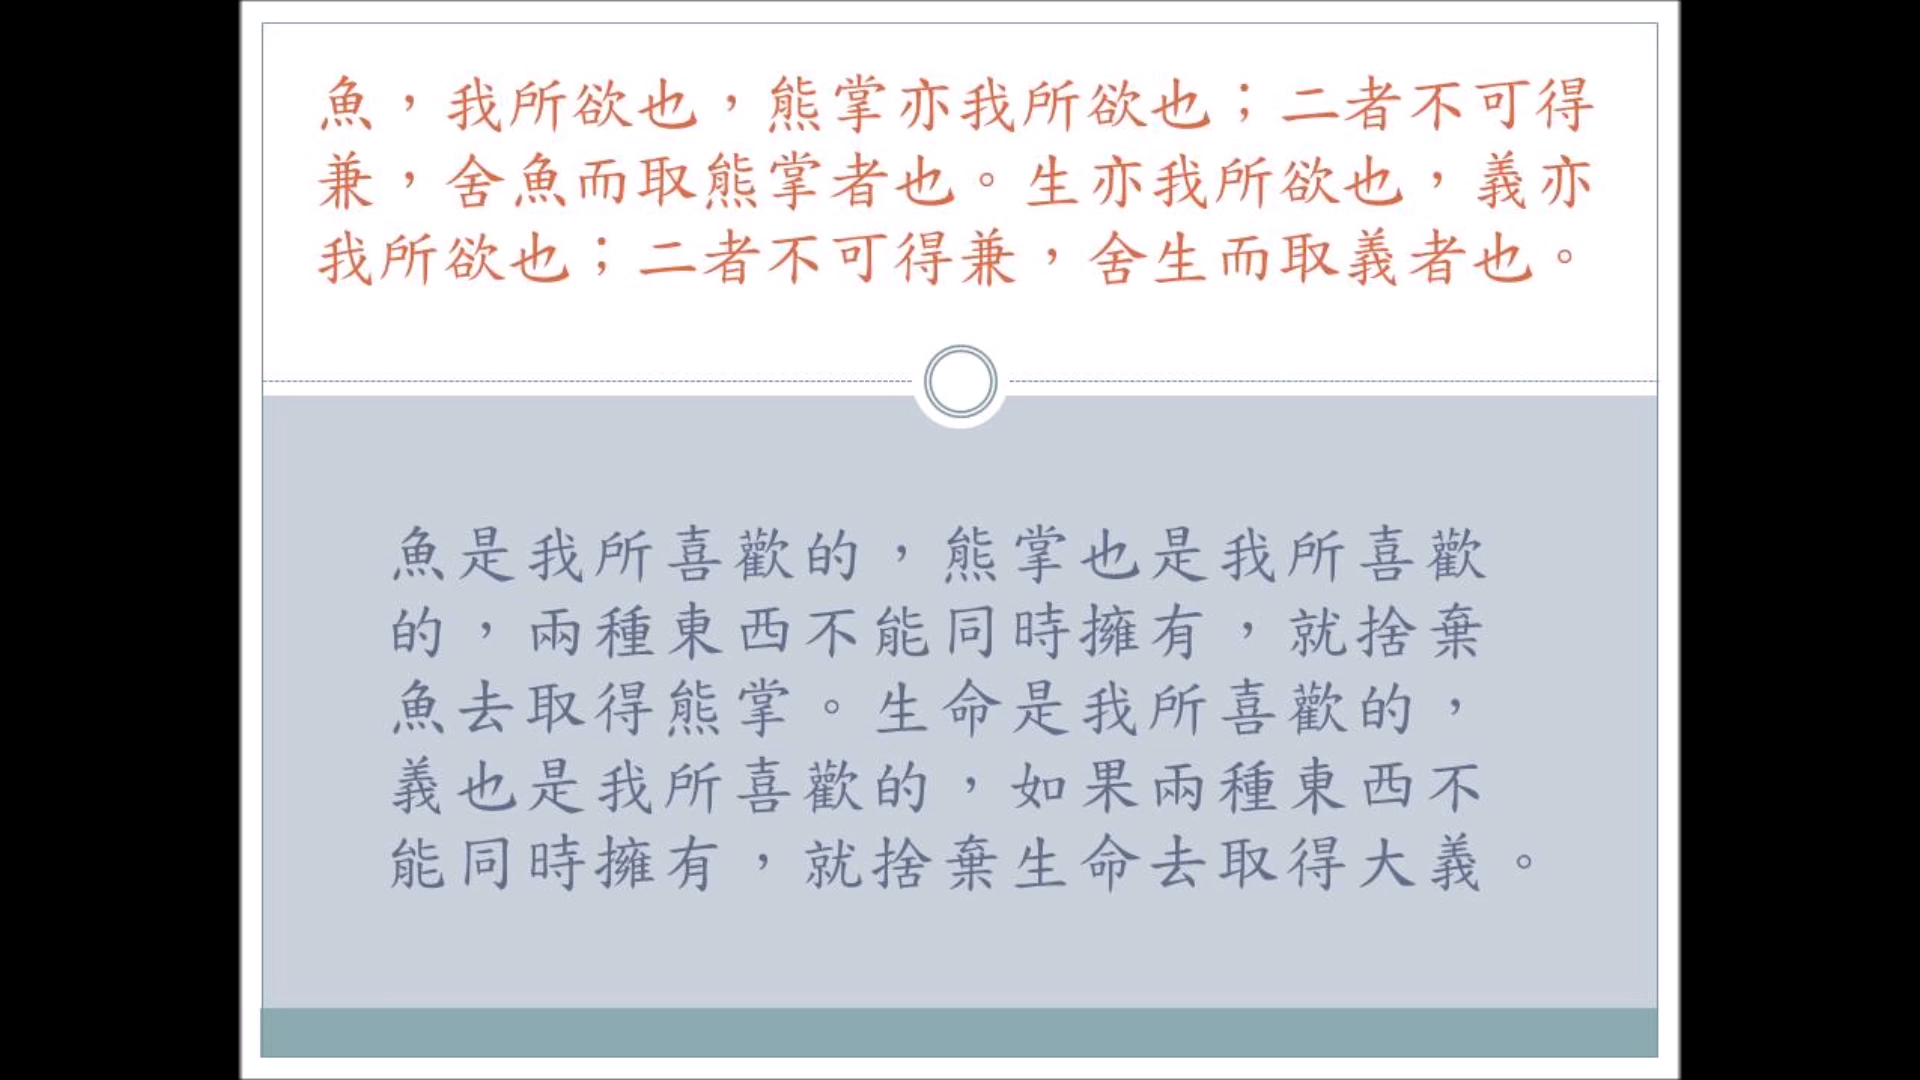 魚，我所欲也，熊掌亦我所欲也；二者不可得
兼，舍魚而取熊掌者也。生亦我所欲也，義亦
我所欲也；二者不可得兼，舍生而取義者也。
魚是我所喜歡的，熊掌也是我所喜歡
的，兩種東西不能同時擁有，就捨棄
魚去取得熊掌。生命是我所喜歡的，
義也是我所喜歡的，如果兩種東西不
能同時擁有，就捨棄生命去取得大義。